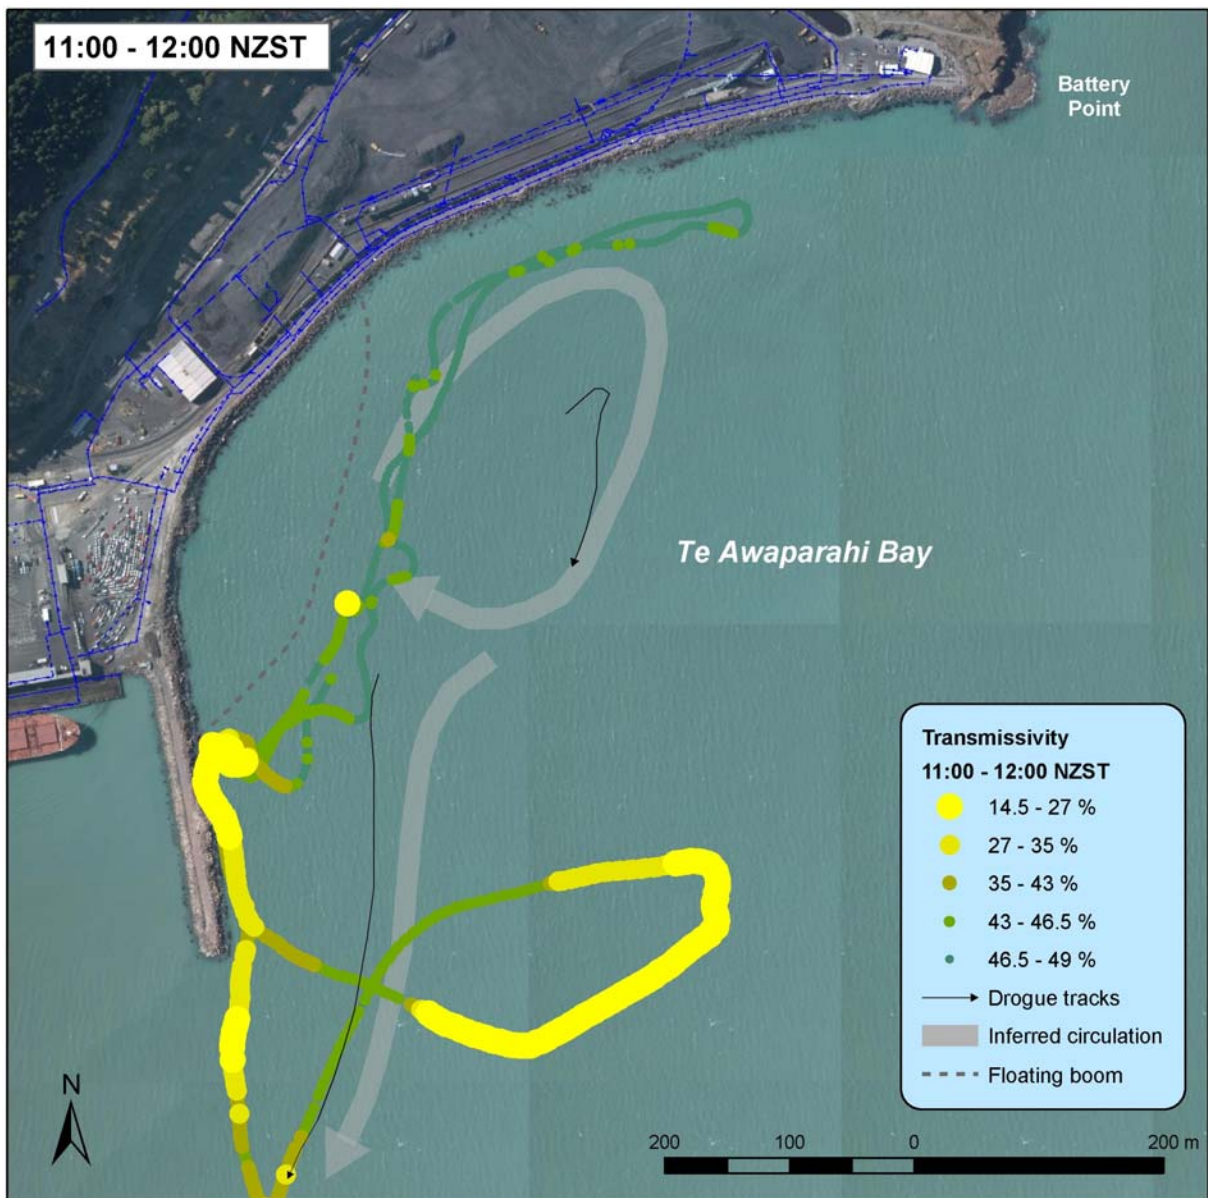 11:00 - 12:00 NZST
Battery
Point
Te Awaparahi Bay
Transmissivity
11:00 - 12:00 NZST
14.5 - 27 %
27 - 35 %
35 - 43 %
43 - 46.5 %
46.5 - 49 %
Drogue tracks
Inferred circulation
Floating boom
N
200 100 0 200 m